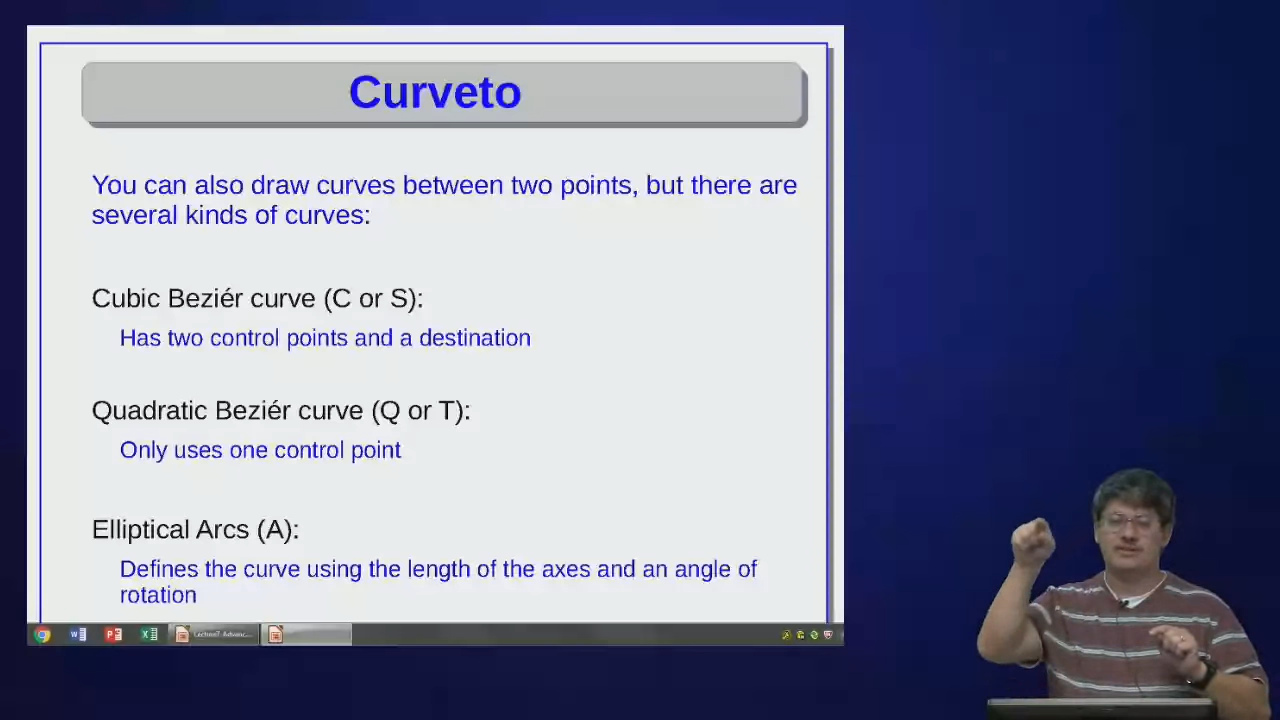 Curveto
You can also draw curves between two points, but there are
several kinds of curves:
Cubic Beziér curve (C or S):
Has two control points and a destination
Quadratic Beziér curve (Q or T):
Only uses one control point
Elliptical Arcs (A):
Defines the curve using the length of the axes and an angle of
rotation
Lecture7 Advanc...